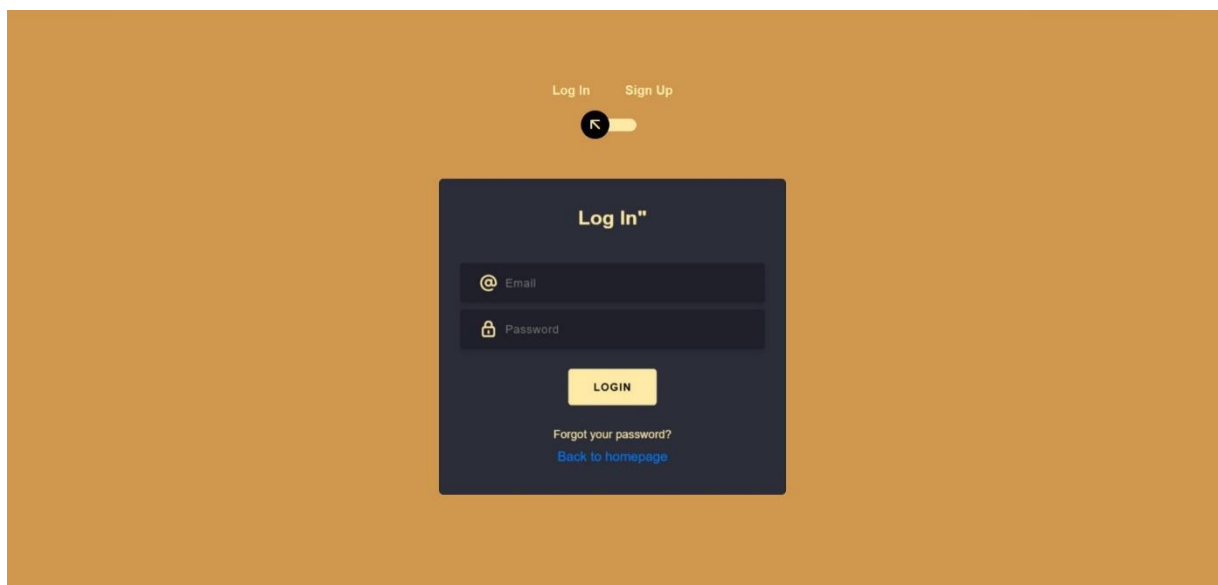 Log In Sign Up
Log In"
Email
Password
LOGIN
Forgot your password?
Back to homepage